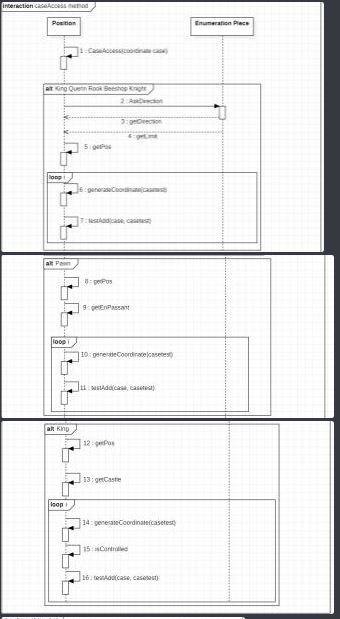 interaction caseAccess method
Position
Enumeration Piece
1 : CaseAccess(coordinate case)
alt King Quenn Rook Beeshop Knight
2 : AskDirection
3 : getDirection
4 : getLimit
5 : getPos
loop i
6 : generateCoordinate(casetest)
7 : testAdd(case, casetest)
alt Pawn
8 : getPos
9 : getEnPassant
loop i
10 : generateCoordinate(casetest)
11 : testAdd(case, casetest)
alt King
12 : getPos
13 : getCastle
loop i
14 : generateCoordinate(casetest)
15 : isControlled
16 : testAdd(case, casetest)